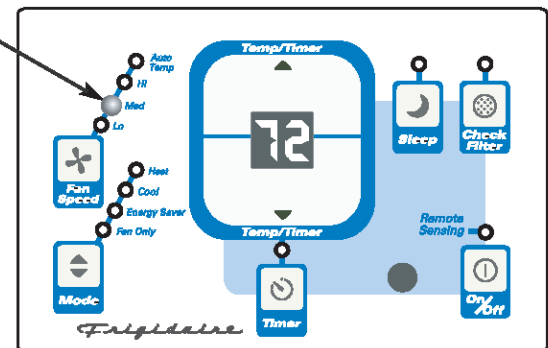 Temp/Timer
Auto
Temp
Hi
Med
Lo
Fan
Speed
72
Sleep
Check
Filter
Heat
Cool
Energy Saver
Fan Only
Mode
Temp/Timer
Timer
Remote
Sensing
On/Off
Frigidaire